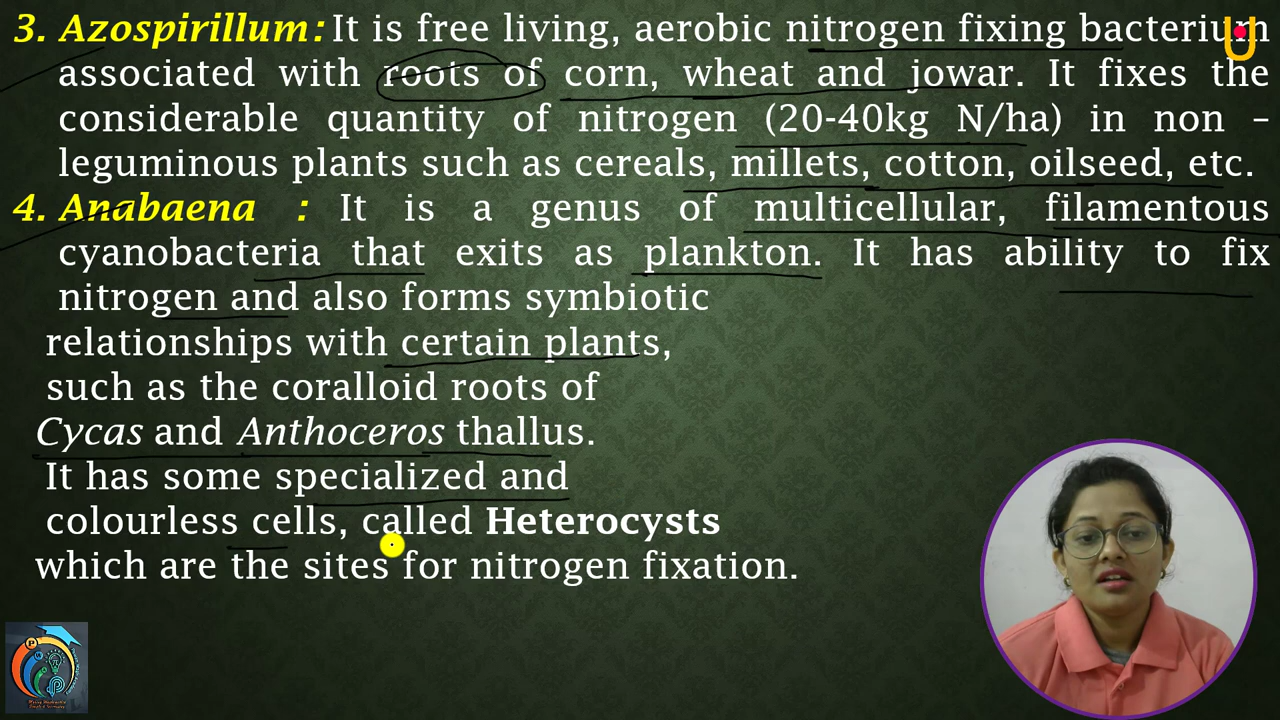 3. Azospirillum: It is free living, aerobic nitrogen fixing bacterium
associated with roots of corn, wheat and jowar. It fixes the
considerable quantity of nitrogen (20-40kg N/ha) in non –
leguminous plants such as cereals, millets, cotton, oilseed, etc.
4. Anabaena : It is a genus of multicellular, filamentous
cyanobacteria that exits as plankton. It has ability to fix
nitrogen and also forms symbiotic
relationships with certain plants,
such as the coralloid roots of
Cycas and Anthoceros thallus.
It has some specialized and
colourless cells, called Heterocysts
which are the sites for nitrogen fixation.